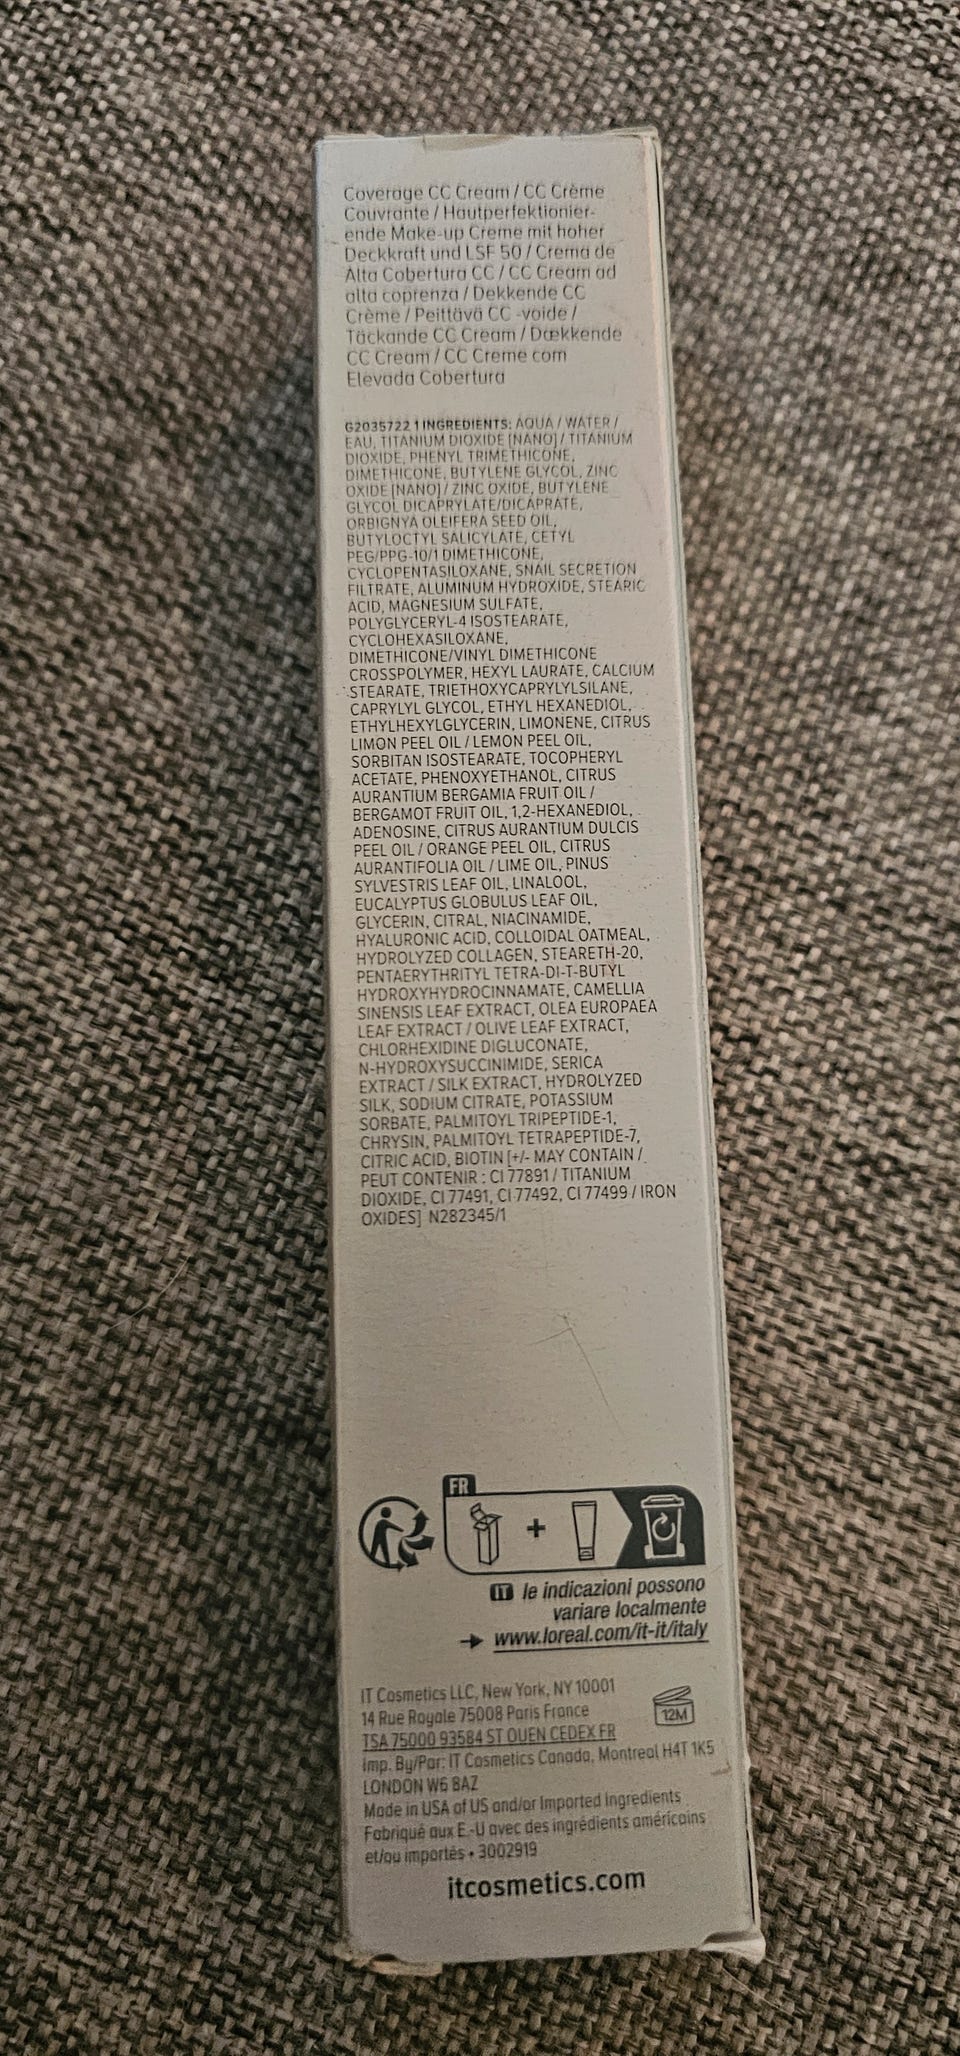 Coverage CC Cream / CC Crème
Couvrante / Hautperfektionier-
ende Make-up Creme mit hoher
Deckkraft und LSF 50 / Crema de
Alta Cobertura CC / CC Cream ad
alta coprenza / Dekkende CC
Crème / Peittävä CC -voide /
Täckande CC Cream / Dækkende
CC Cream / CC Creme com
Elevada Cobertura
G2035722 1 INGREDIENTS: AQUA / WATER /
EAU, TITANIUM DIOXIDE [NANO] / TITANIUM
DIOXIDE, PHENYL TRIMETHICONE,
DIMETHICONE, BUTYLENE GLYCOL, ZINC
OXIDE [NANO] / ZINC OXIDE, BUTYLENE
GLYCOL DICAPRYLATE/DICAPRATE,
ORBIGNYA OLEIFERA SEED OIL,
BUTYLOCTYL SALICYLATE, CETYL
PEG/PPG-10/1 DIMETHICONE,
CYCLOPENTASILOXANE, SNAIL SECRETION
FILTRATE, ALUMINUM HYDROXIDE, STEARIC
ACID, MAGNESIUM SULFATE,
POLYGLYCERYL-4 ISOSTEARATE,
CYCLOHEXASILOXANE,
DIMETHICONE/VINYL DIMETHICONE
CROSSPOLYMER, HEXYL LAURATE, CALCIUM
STEARATE, TRIETHOXYCAPRYLYLSILANE,
CAPRYLYL GLYCOL, ETHYL HEXANEDIOL,
ETHYLHEXYLGLYCERIN, LIMONENE, CITRUS
LIMON PEEL OIL / LEMON PEEL OIL,
SORBITAN ISOSTEARATE, TOCOPHERYL
ACETATE, PHENOXYETHANOL, CITRUS
AURANTIUM BERGAMIA FRUIT OIL /
BERGAMOT FRUIT OIL, 1,2-HEXANEDIOL,
ADENOSINE, CITRUS AURANTIUM DULCIS
PEEL OIL / ORANGE PEEL OIL, CITRUS
AURANTIFOLIA OIL / LIME OIL, PINUS
SYLVESTRIS LEAF OIL, LINALOOL,
EUCALYPTUS GLOBULUS LEAF OIL,
GLYCERIN, CITRAL, NIACINAMIDE,
HYALURONIC ACID, COLLOIDAL OATMEAL,
HYDROLYZED COLLAGEN, STEARETH-20,
PENTAERYTHRITYL TETRA-DI-T-BUTYL
HYDROXYHYDROCINNAMATE, CAMELLIA
SINENSIS LEAF EXTRACT, OLEA EUROPAEA
LEAF EXTRACT / OLIVE LEAF EXTRACT,
CHLORHEXIDINE DIGLUCONATE,
N-HYDROXYSUCCINIMIDE, SERICA
EXTRACT / SILK EXTRACT, HYDROLYZED
SILK, SODIUM CITRATE, POTASSIUM
SORBATE, PALMITOYL TRIPEPTIDE-1,
CHRYSIN, PALMITOYL TETRAPEPTIDE-7,
CITRIC ACID, BIOTIN [+/- MAY CONTAIN /
PEUT CONTENIR : CI 77891 / TITANIUM
DIOXIDE, CI 77491, CI 77492, CI 77499 / IRON
OXIDES] N282345/1
FR
+
IT le indicazioni possono
variare localmente
→ www.loreal.com/it-it/italy
IT Cosmetics LLC, New York, NY 10001
14 Rue Royale 75008 Paris France
TSA 75000 93584 ST OUEN CEDEX FR
12M
Imp. By/Par: IT Cosmetics Canada, Montreal H4T 1K5
LONDON W6 8AZ
Made in USA of US and/or Imported Ingredients
Fabriqué aux E.-U avec des ingrédients américains
et/ou importés • 3002919
itcosmetics.com